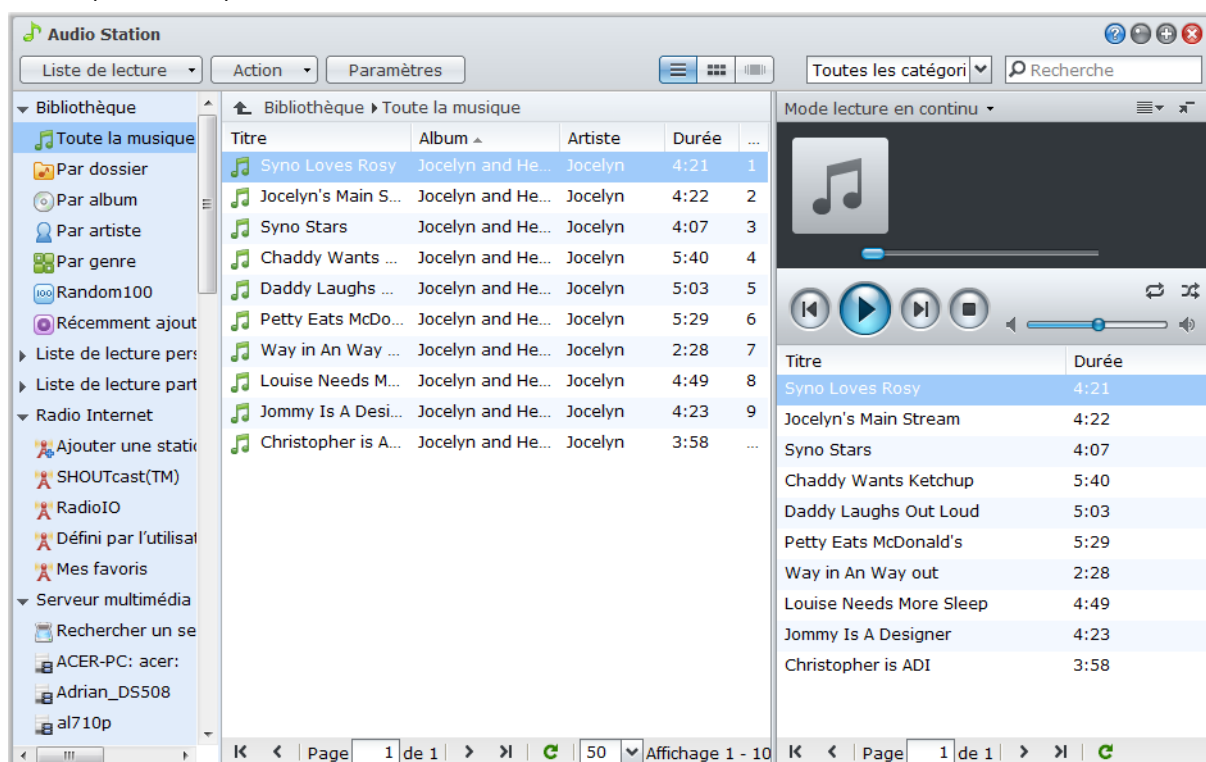 Audio Station
Liste de lecture Action Paramètres Toutes les catégori Recherche
Bibliothèque
Toute la musique
Par dossier
Par album
Par artiste
Par genre
Random100
Récemment ajout
Liste de lecture pers
Liste de lecture part
Radio Internet
Ajouter une static
SHOUTcast(TM)
RadioIO
Défini par l'utilisat
Mes favoris
Serveur multimédia
Rechercher un se
ACER-PC: acer:
Adrian_DS508
al710p
Bibliothèque Toute la musique
Titre Album Artiste Durée ...
Syno Loves Rosy Jocelyn and He... Jocelyn 4:21 1
Jocelyn's Main S... Jocelyn and He... Jocelyn 4:22 2
Syno Stars Jocelyn and He... Jocelyn 4:07 3
Chaddy Wants ... Jocelyn and He... Jocelyn 5:40 4
Daddy Laughs ... Jocelyn and He... Jocelyn 5:03 5
Petty Eats McDo... Jocelyn and He... Jocelyn 5:29 6
Way in An Way ... Jocelyn and He... Jocelyn 2:28 7
Louise Needs M... Jocelyn and He... Jocelyn 4:49 8
Jommy Is A Desi... Jocelyn and He... Jocelyn 4:23 9
Christopher is A... Jocelyn and He... Jocelyn 3:58 ...
Page 1 de 1 50 Affichage 1 - 10
Mode lecture en continu
Titre Durée
Syno Loves Rosy 4:21
Jocelyn's Main Stream 4:22
Syno Stars 4:07
Chaddy Wants Ketchup 5:40
Daddy Laughs Out Loud 5:03
Petty Eats McDonald's 5:29
Way in An Way out 2:28
Louise Needs More Sleep 4:49
Jommy Is A Designer 4:23
Christopher is ADI 3:58
Page 1 de 1